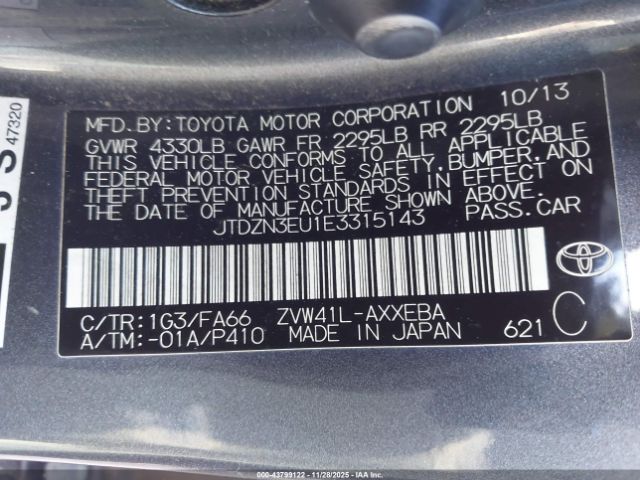 MFD.BY:TOYOTA MOTOR CORPORATION 10/13
GVWR 4330LB GAWR FR 2295LB RR 2295LB
THIS VEHICLE CONFORMS TO ALL APPLICABLE
FEDERAL MOTOR VEHICLE SAFETY,BUMPER,AND
THEFT PREVENTION STANDARDS IN EFFECT ON
THE DATE OF MANUFACTURE SHOWN ABOVE.
JTDZN3EU1E3315143 PASS.CAR
C/TR:1G3/FA66 ZVW41L-AXXEBA
A/TM:-01A/P410 MADE IN JAPAN 621 C
47320
000-43799122 | 11/28/2025 - IAAI.COM